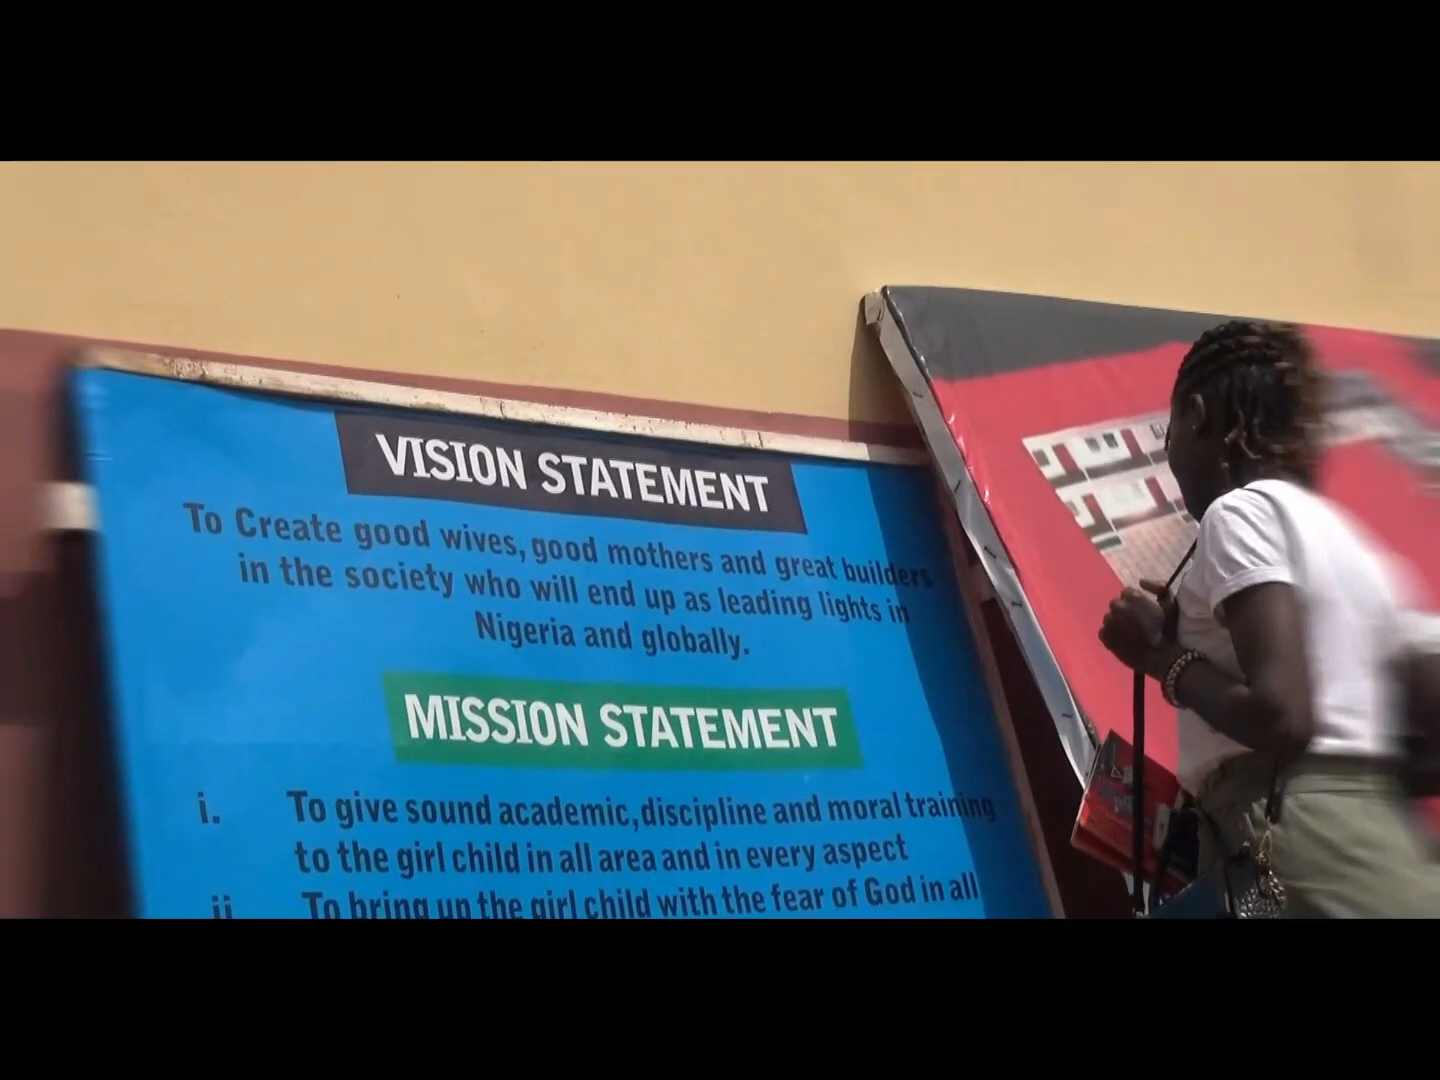 VISION STATEMENT
To Create good wives, good mothers and great builders
in the society who will end up as leading lights in
Nigeria and globally.
MISSION STATEMENT
i. To give sound academic, discipline and moral training
to the girl child in all area and in every aspect
ii To bring up the girl child with the fear of God in all